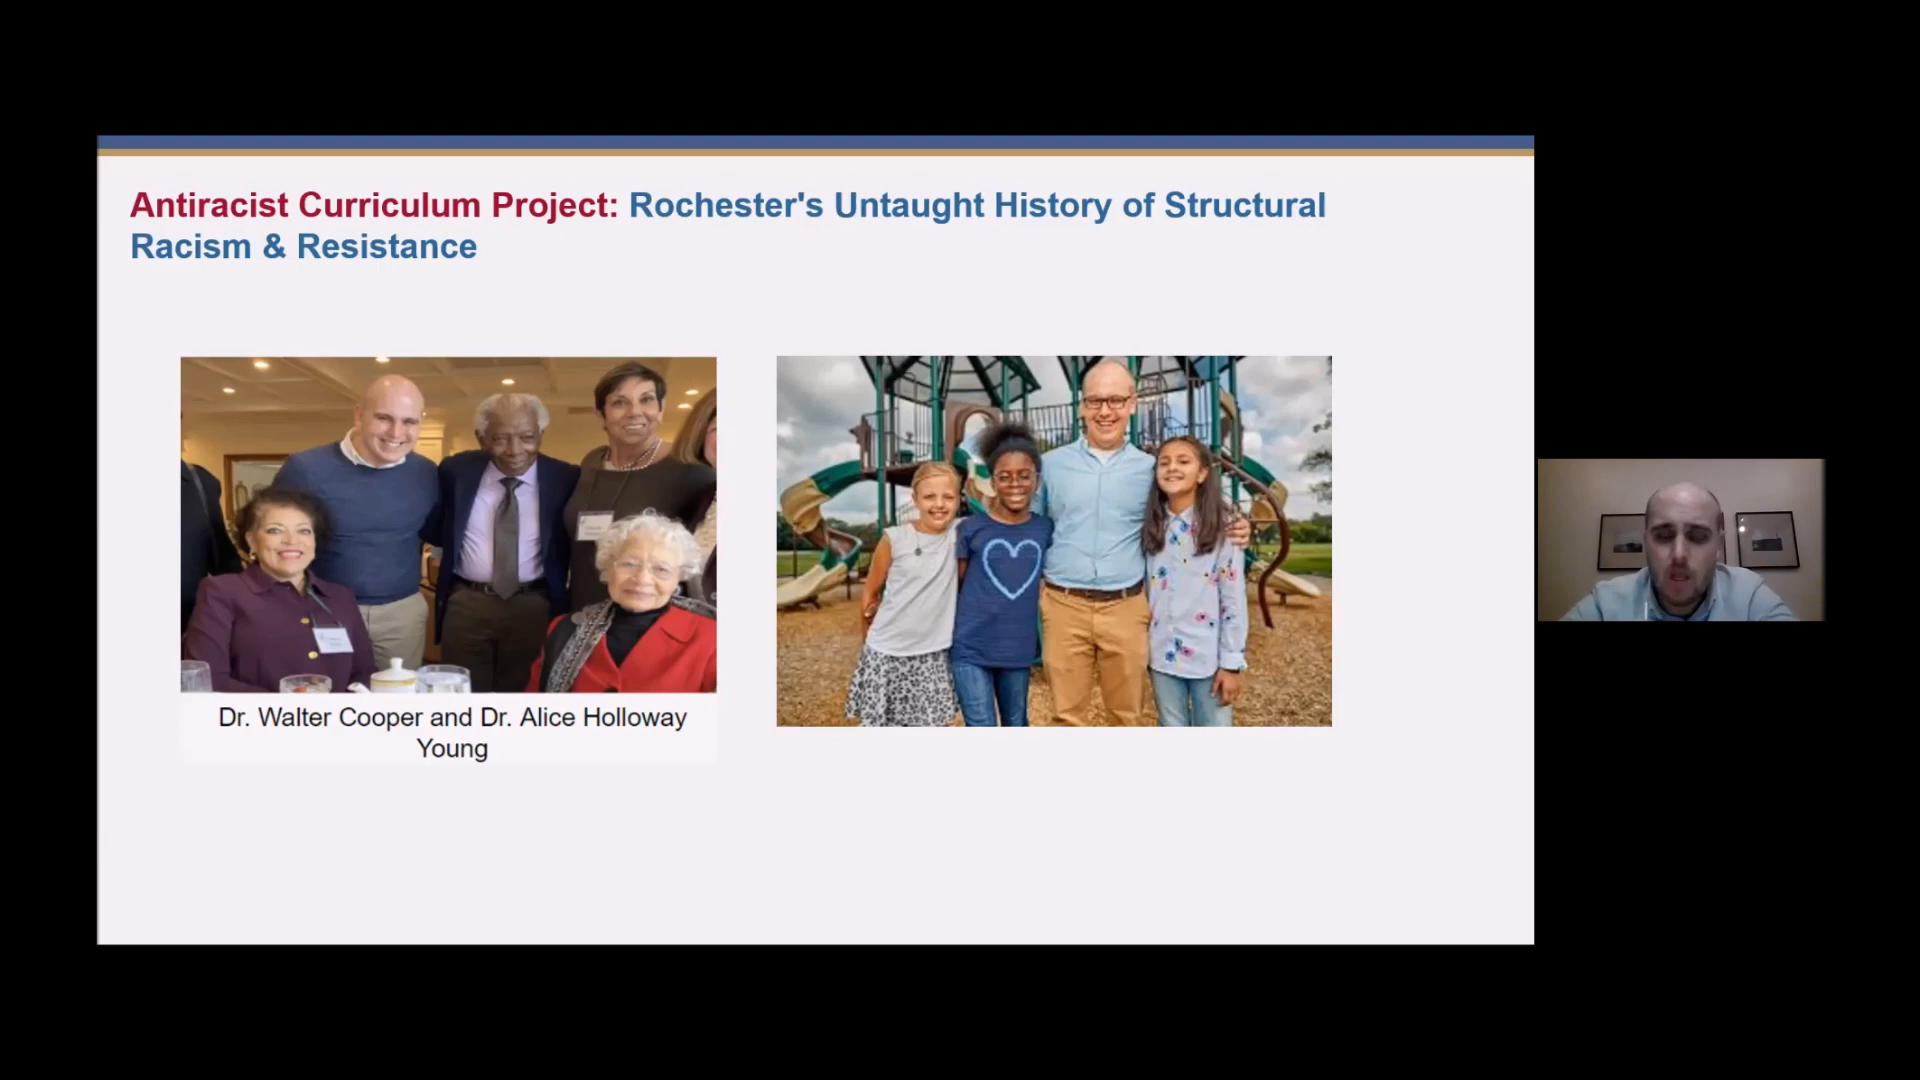 Antiracist Curriculum Project: Rochester's Untaught History of Structural
Racism & Resistance
Dr. Walter Cooper and Dr. Alice Holloway
Young